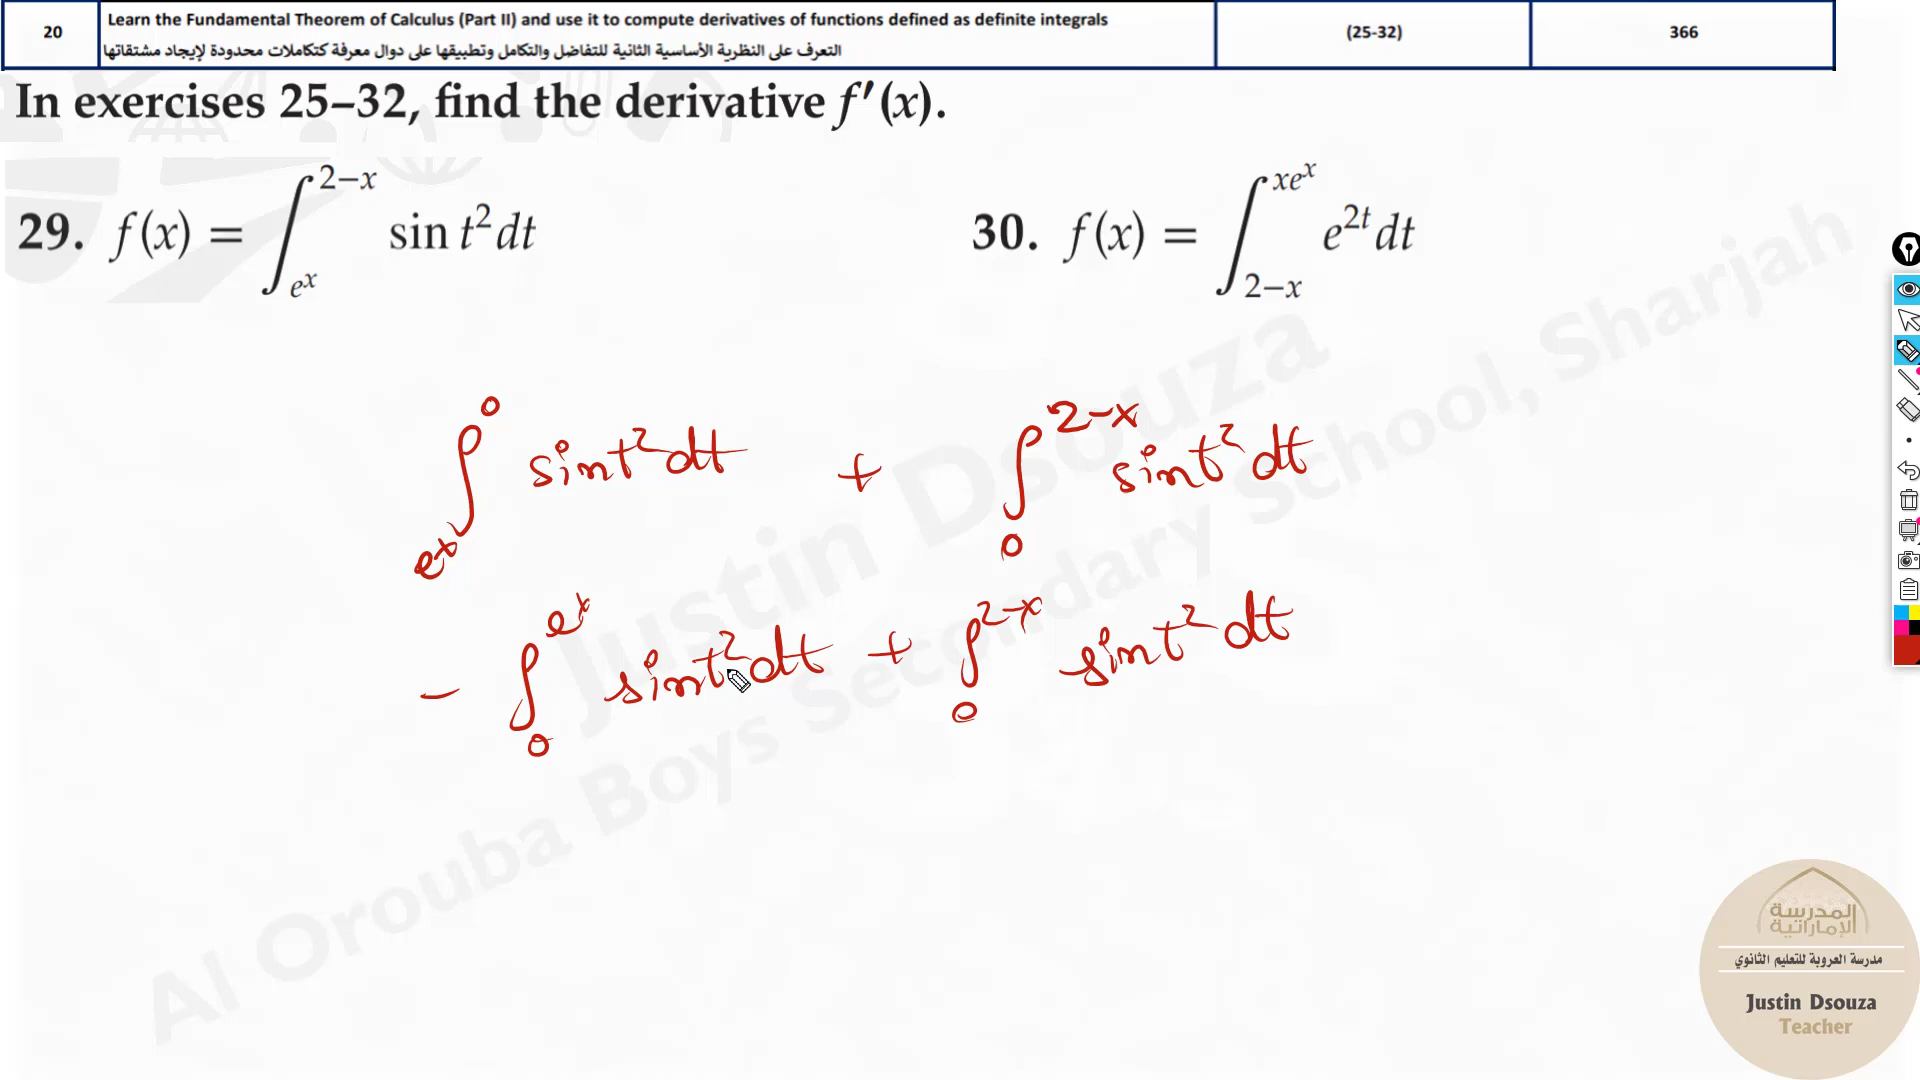 20 Learn the Fundamental Theorem of Calculus (Part II) and use it to compute derivatives of functions defined as definite integrals (25-32) 366
التعرف على النظرية الأساسية الثانية للتفاضل والتكامل وتطبيقها على دوال معرفة كتكاملات محدودة لإيجاد مشتقاتها
In exercises 25–32, find the derivative f′(x).
29. f(x) = ∫_{e^x}^{2−x} sin t² dt
30. f(x) = ∫_{2−x}^{xe^x} e^{2t} dt
∫_{e^x}^{0} sin t² dt + ∫_{0}^{2−x} sin t² dt
− ∫_{0}^{e^x} sin t² dt + ∫_{0}^{2−x} sin t² dt
Justin Dsouza
Al Orouba Boys Secondary School, Sharjah
المدرسة
الإماراتية
مدرسة العروبة للتعليم الثانوي
Justin Dsouza
Teacher